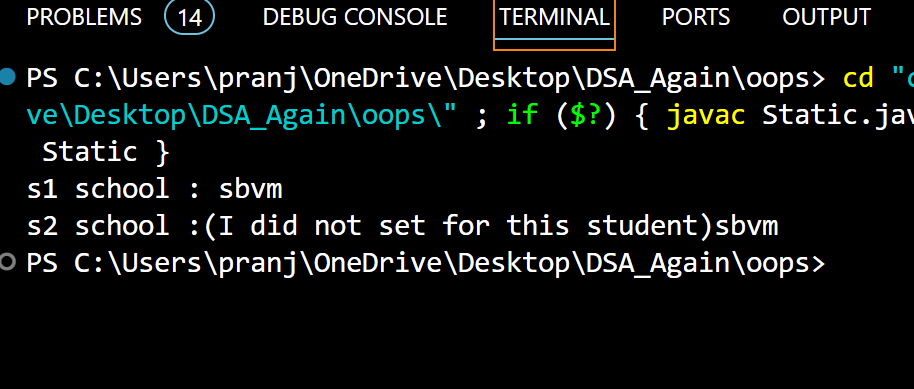 PROBLEMS 14 DEBUG CONSOLE TERMINAL PORTS OUTPUT
PS C:\Users\pranj\OneDrive\Desktop\DSA_Again\oops> cd "
ve\Desktop\DSA_Again\oops\" ; if ($?) { javac Static.jav
Static }
s1 school : sbvm
s2 school :(I did not set for this student)sbvm
PS C:\Users\pranj\OneDrive\Desktop\DSA_Again\oops>